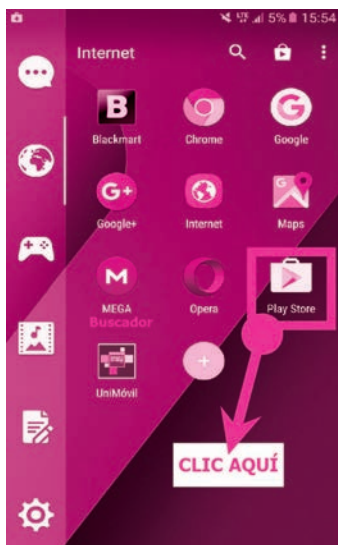 5% 15:54
Internet
Blackmart Chrome Google
Google+ Internet Maps
MEGA Opera Play Store
Buscador
UniMóvil
CLIC AQUÍ